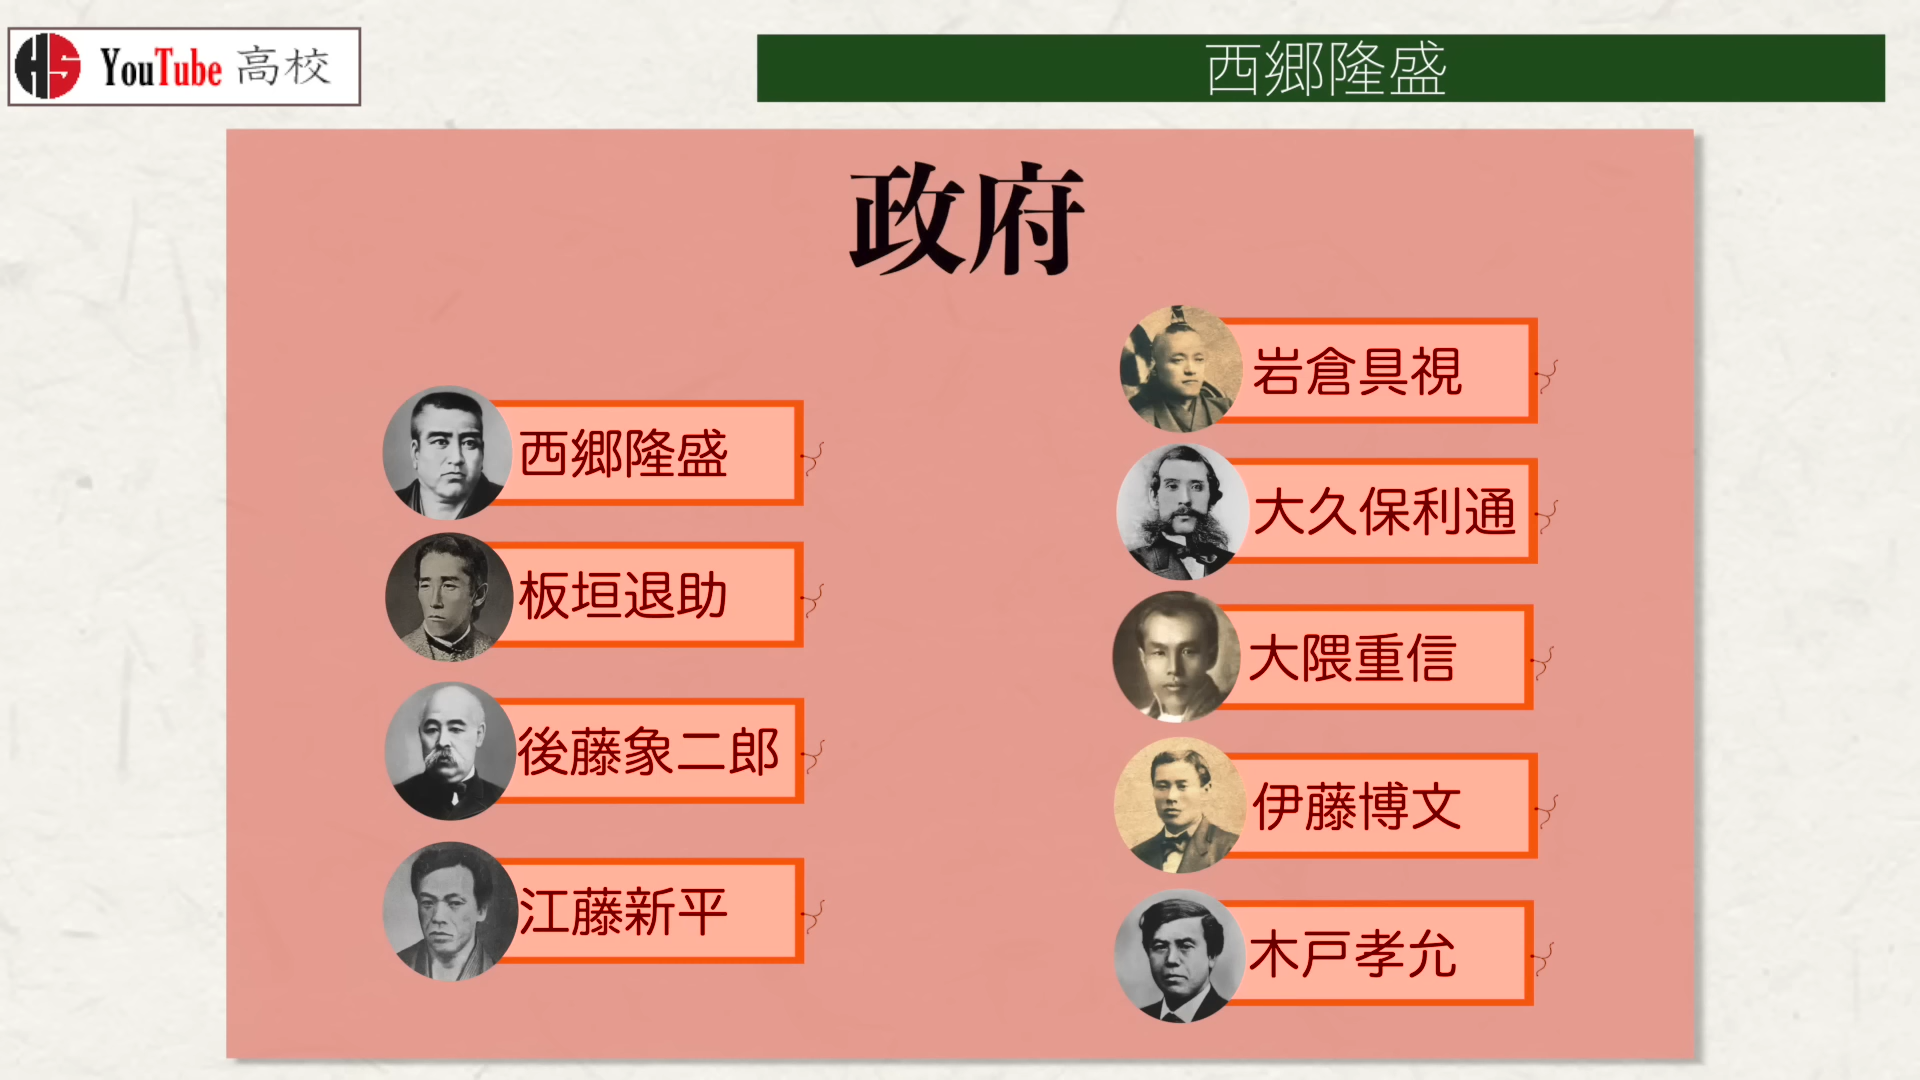 YouTube 高校
西郷隆盛
政府
西郷隆盛
板垣退助
後藤象二郎
江藤新平
岩倉具視
大久保利通
大隈重信
伊藤博文
木戸孝允